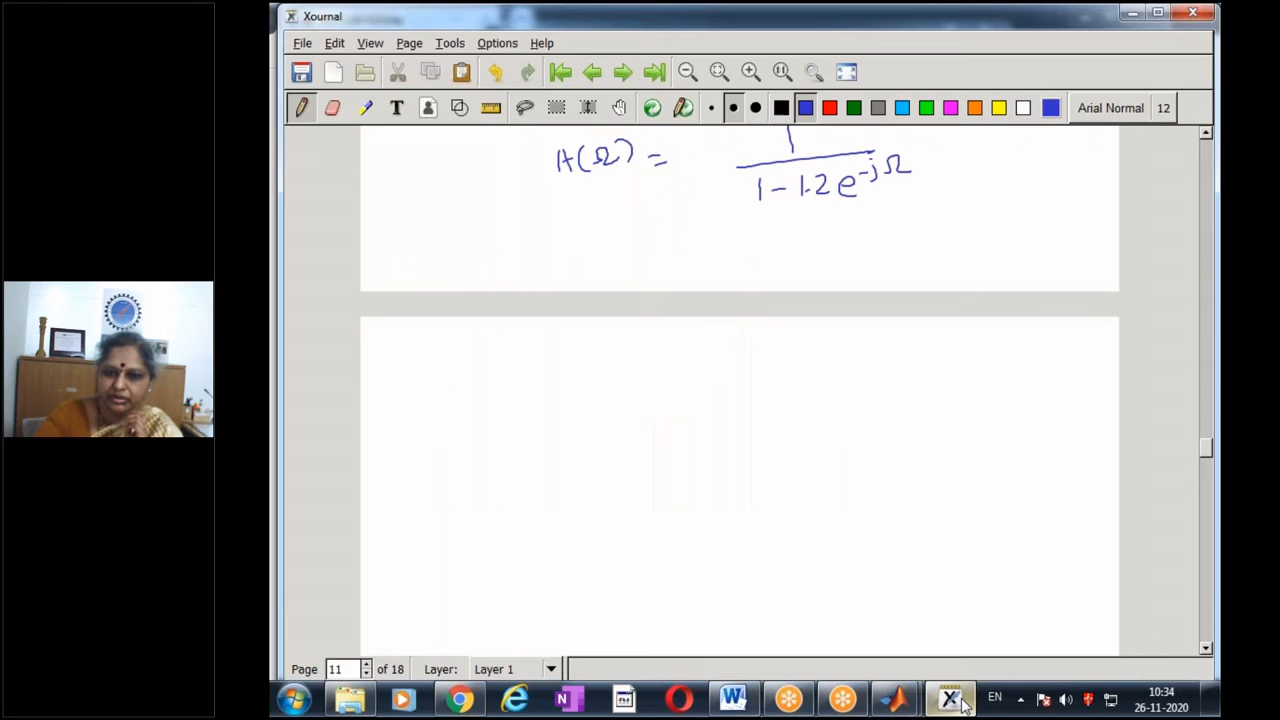 Xournal
File Edit View Page Tools Options Help
Arial Normal 12
H(Ω) = 1
1 - 1.2 e^{-jΩ}
Page 11 of 18 Layer: Layer 1
EN
10:34
26-11-2020